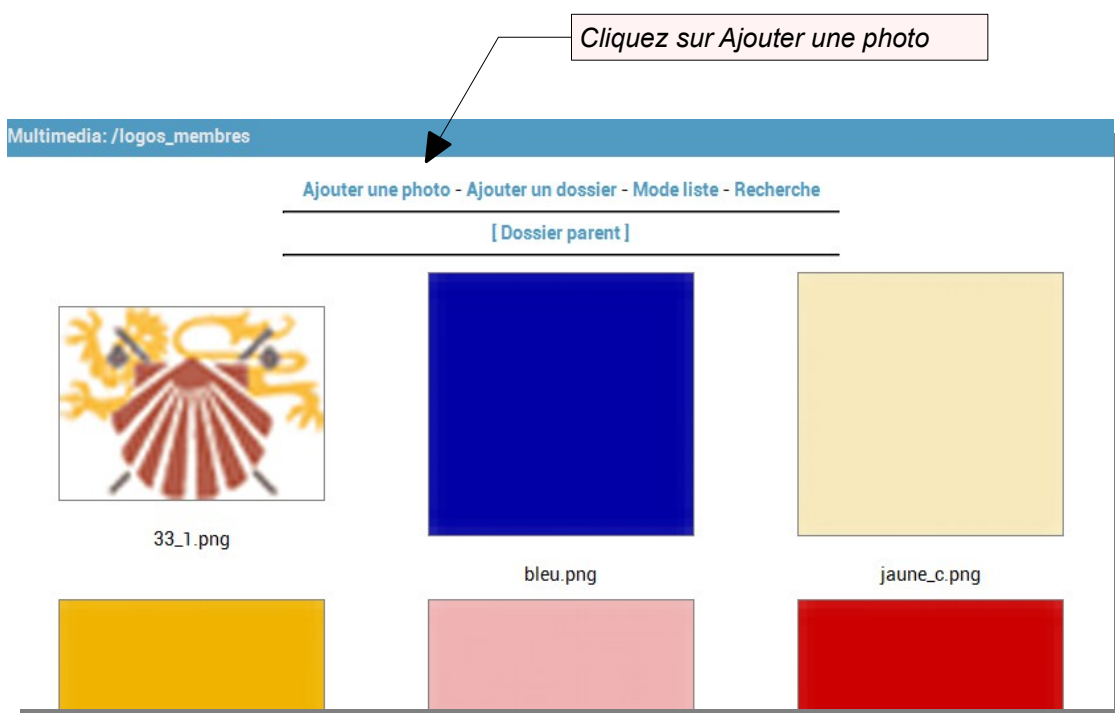 Cliquez sur Ajouter une photo
Multimedia: /logos_membres
Ajouter une photo - Ajouter un dossier - Mode liste - Recherche
[ Dossier parent ]
33_1.png
bleu.png
jaune_c.png